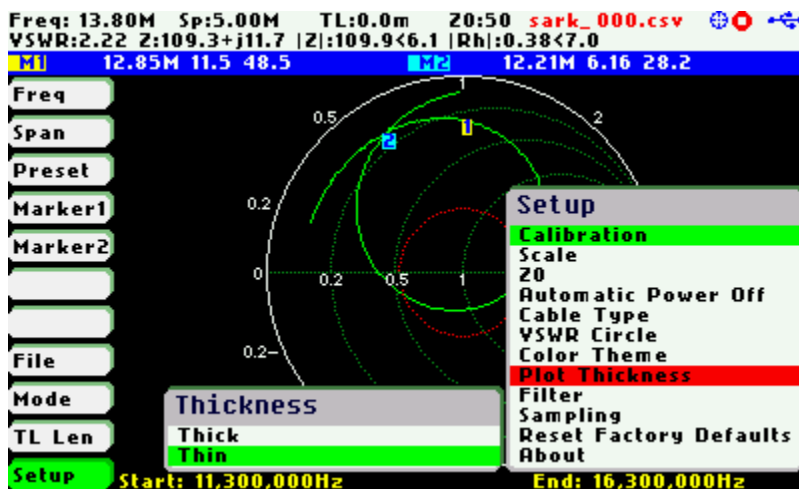 Freq: 13.80M Sp:5.00M TL:0.0m Z0:50 sark_000.csv
VSWR:2.22 Z:109.3+j11.7 |Z|:109.9<6.1 |Rh|:0.38<7.0
M1 12.85M 11.5 48.5 M2 12.21M 6.16 28.2
Freq
Span
Preset
Marker1
Marker2
File
Mode
TL Len
Setup
1
0.5
2
1
2
0.2
0
0.2
0.5
1
0.2
Setup
Calibration
Scale
Z0
Automatic Power Off
Cable Type
VSWR Circle
Color Theme
Plot Thickness
Filter
Sampling
Reset Factory Defaults
About
Thickness
Thick
Thin
Start: 11,300,000Hz End: 16,300,000Hz